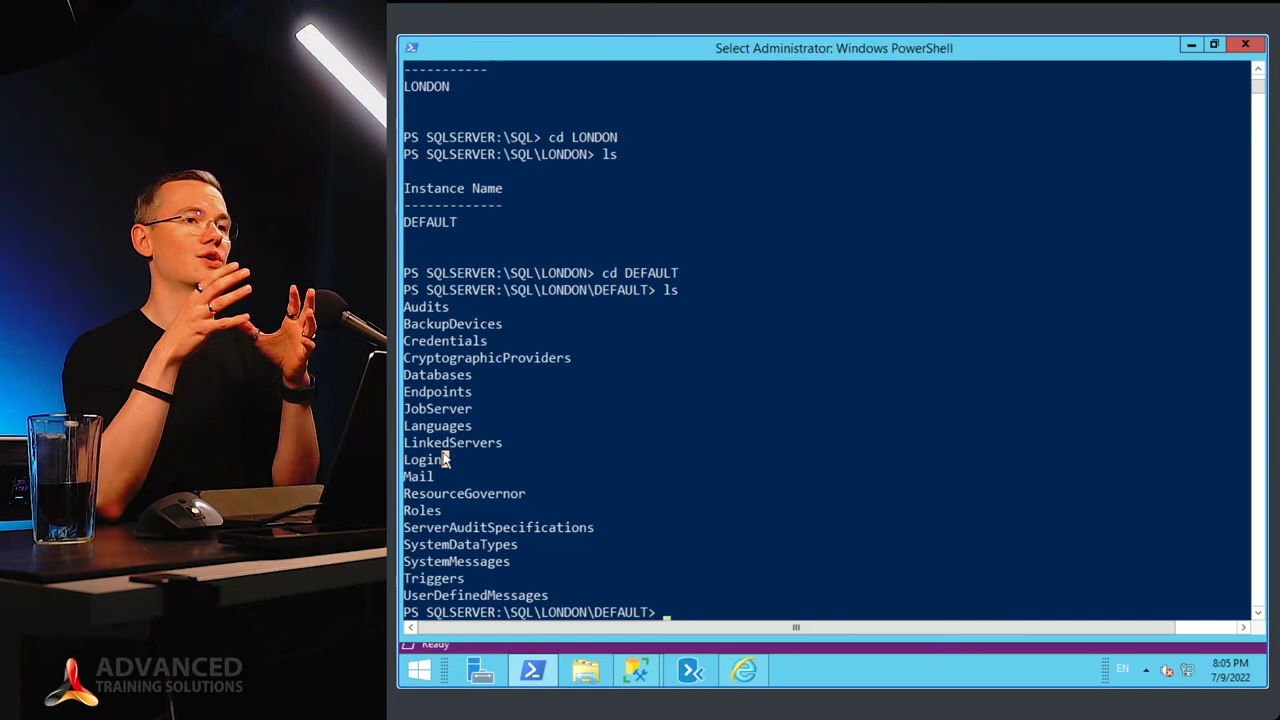 Select Administrator: Windows PowerShell
-----------
LONDON
PS SQLSERVER:\SQL> cd LONDON
PS SQLSERVER:\SQL\LONDON> ls
Instance Name
-------------
DEFAULT
PS SQLSERVER:\SQL\LONDON> cd DEFAULT
PS SQLSERVER:\SQL\LONDON\DEFAULT> ls
Audits
BackupDevices
Credentials
CryptographicProviders
Databases
Endpoints
JobServer
Languages
LinkedServers
Logins
Mail
ResourceGovernor
Roles
ServerAuditSpecifications
SystemDataTypes
SystemMessages
Triggers
UserDefinedMessages
PS SQLSERVER:\SQL\LONDON\DEFAULT>
Ready
EN
8:05 PM
7/9/2022
ADVANCED
TRAINING SOLUTIONS